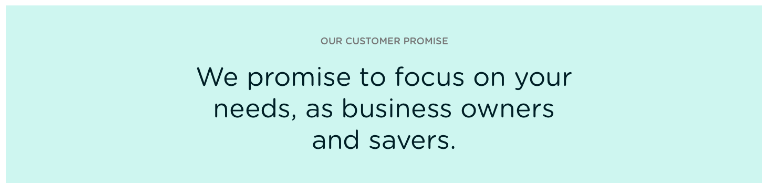 OUR CUSTOMER PROMISE
We promise to focus on your
needs, as business owners
and savers.